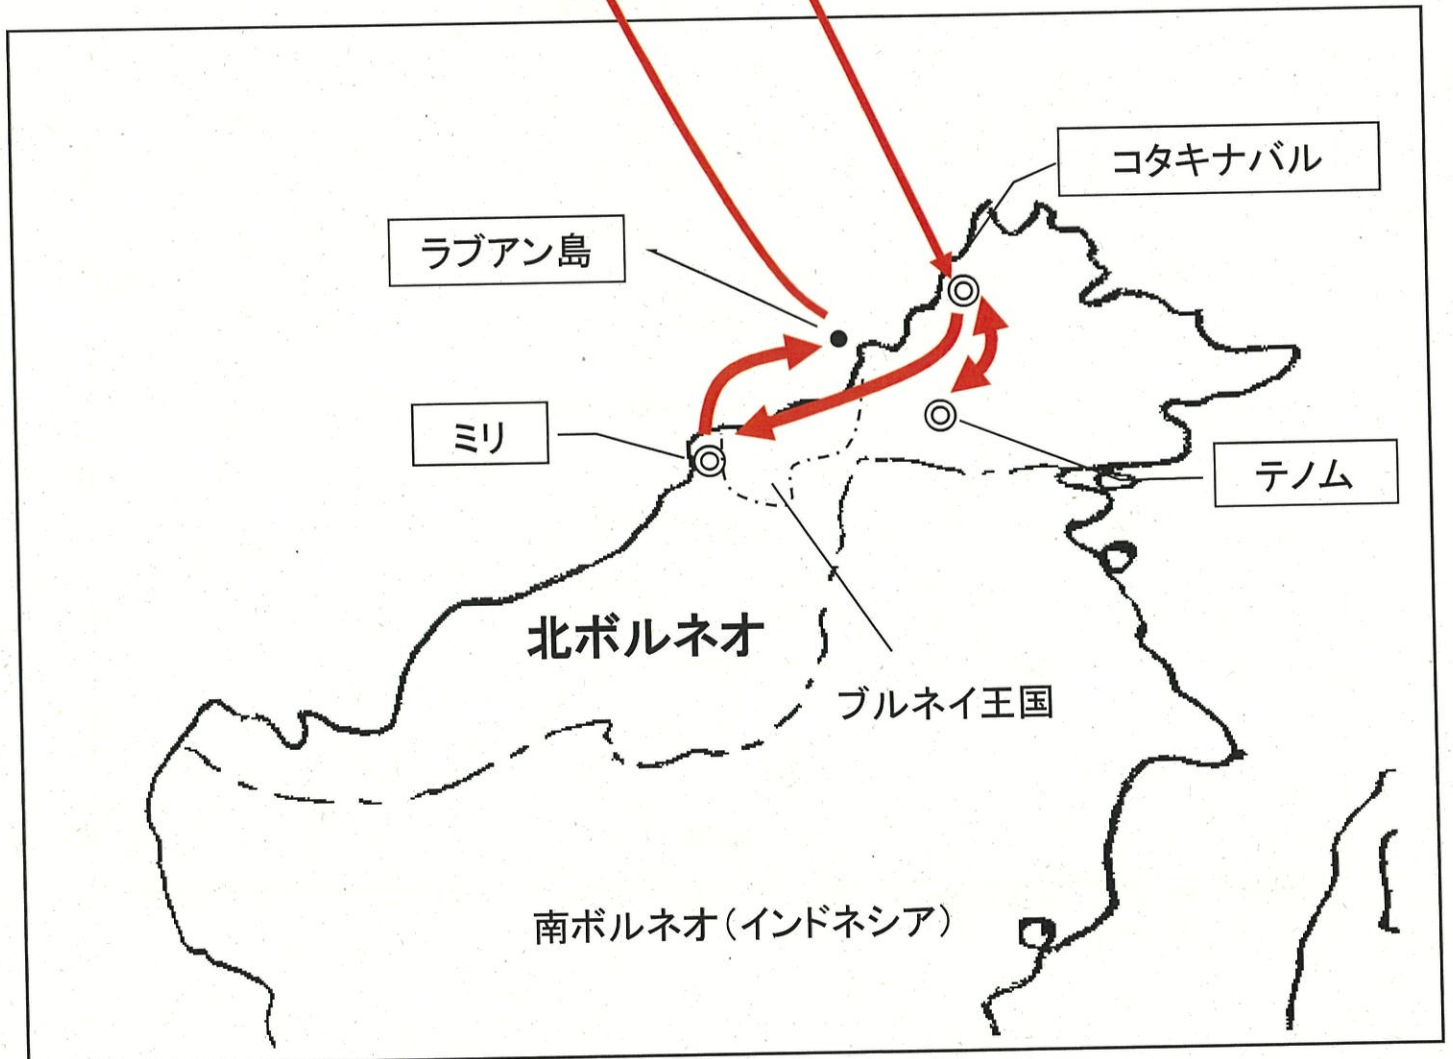 コタキナバル
ラブアン島
ミリ
テノム
北ボルネオ
ブルネイ王国
南ボルネオ(インドネシア)